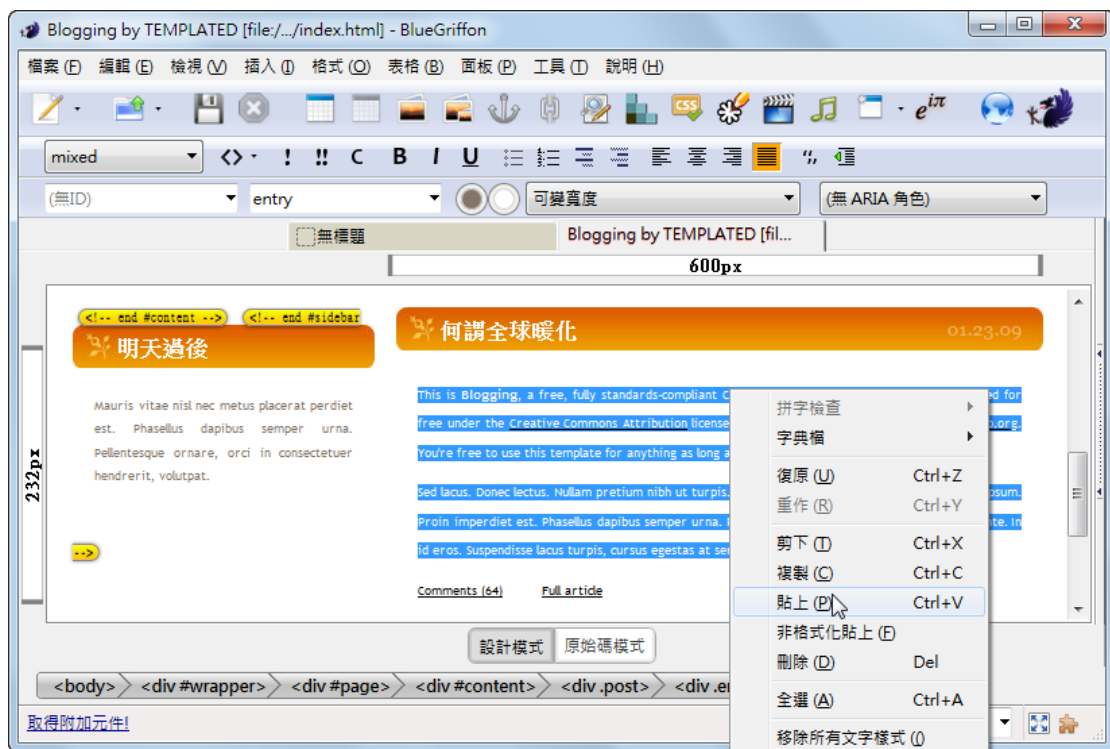 Blogging by TEMPLATED [file:/.../index.html] - BlueGriffon
檔案 (F) 編輯 (E) 檢視 (V) 插入 (I) 格式 (O) 表格 (B) 面板 (P) 工具 (T) 說明 (H)
CSS e^iπ
mixed <> ! !! C B I U
(無ID) entry 可變寬度 (無 ARIA 角色)
無標題 Blogging by TEMPLATED [fil...
600px
232px
<!-- end #content --> <!-- end #sidebar
明天過後
Mauris vitae nisl nec metus placerat perdiet
est. Phasellus dapibus semper urna.
Pellentesque ornare, orci in consectetuer
hendrerit, volutpat.
-->
何謂全球暖化 01.23.09
This is Blogging, a free, fully standards-compliant C ed for
free under the Creative Commons Attribution license o.org.
You're free to use this template for anything as long a
Sed lacus. Donec lectus. Nullam pretium nibh ut turpis. psum.
Proin imperdiet est. Phasellus dapibus semper urna. te. In
id eros. Suspendisse lacus turpis, cursus egestas at se
Comments (64) Full article
拼字檢查
字典檔
復原 (U) Ctrl+Z
重作 (R) Ctrl+Y
剪下 (T) Ctrl+X
複製 (C) Ctrl+C
貼上 (P) Ctrl+V
非格式化貼上 (F)
刪除 (D) Del
全選 (A) Ctrl+A
移除所有文字樣式 (I)
設計模式 原始碼模式
<body> <div #wrapper> <div #page> <div #content> <div .post> <div .e
取得附加元件!